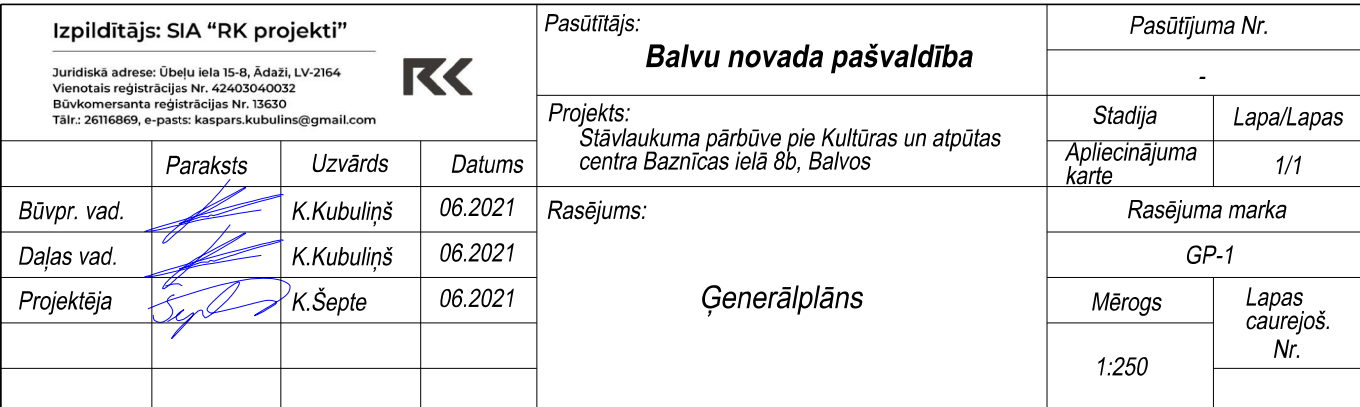 Izpildītājs: SIA “RK projekti”
Juridiskā adrese: Ūbeļu iela 15-8, Ādaži, LV-2164
Vienotais reģistrācijas Nr. 42403040032
Būvkomersanta reģistrācijas Nr. 13630
Tālr.: 26116869, e-pasts: kaspars.kubulins@gmail.com
RK
Pasūtītājs:
Balvu novada pašvaldība
Pasūtījuma Nr.
-
Projekts:
Stāvlaukuma pārbūve pie Kultūras un atpūtas
centra Baznīcas ielā 8b, Balvos
Stadija
Lapa/Lapas
Apliecinājuma
karte
1/1
Paraksts
Uzvārds
Datums
Būvpr. vad.
K.Kubuliņš
06.2021
Daļas vad.
K.Kubuliņš
06.2021
Projektēja
K.Šepte
06.2021
Rasējums:
Ģenerālplāns
Rasējuma marka
GP-1
Mērogs
1:250
Lapas
caurejoš.
Nr.